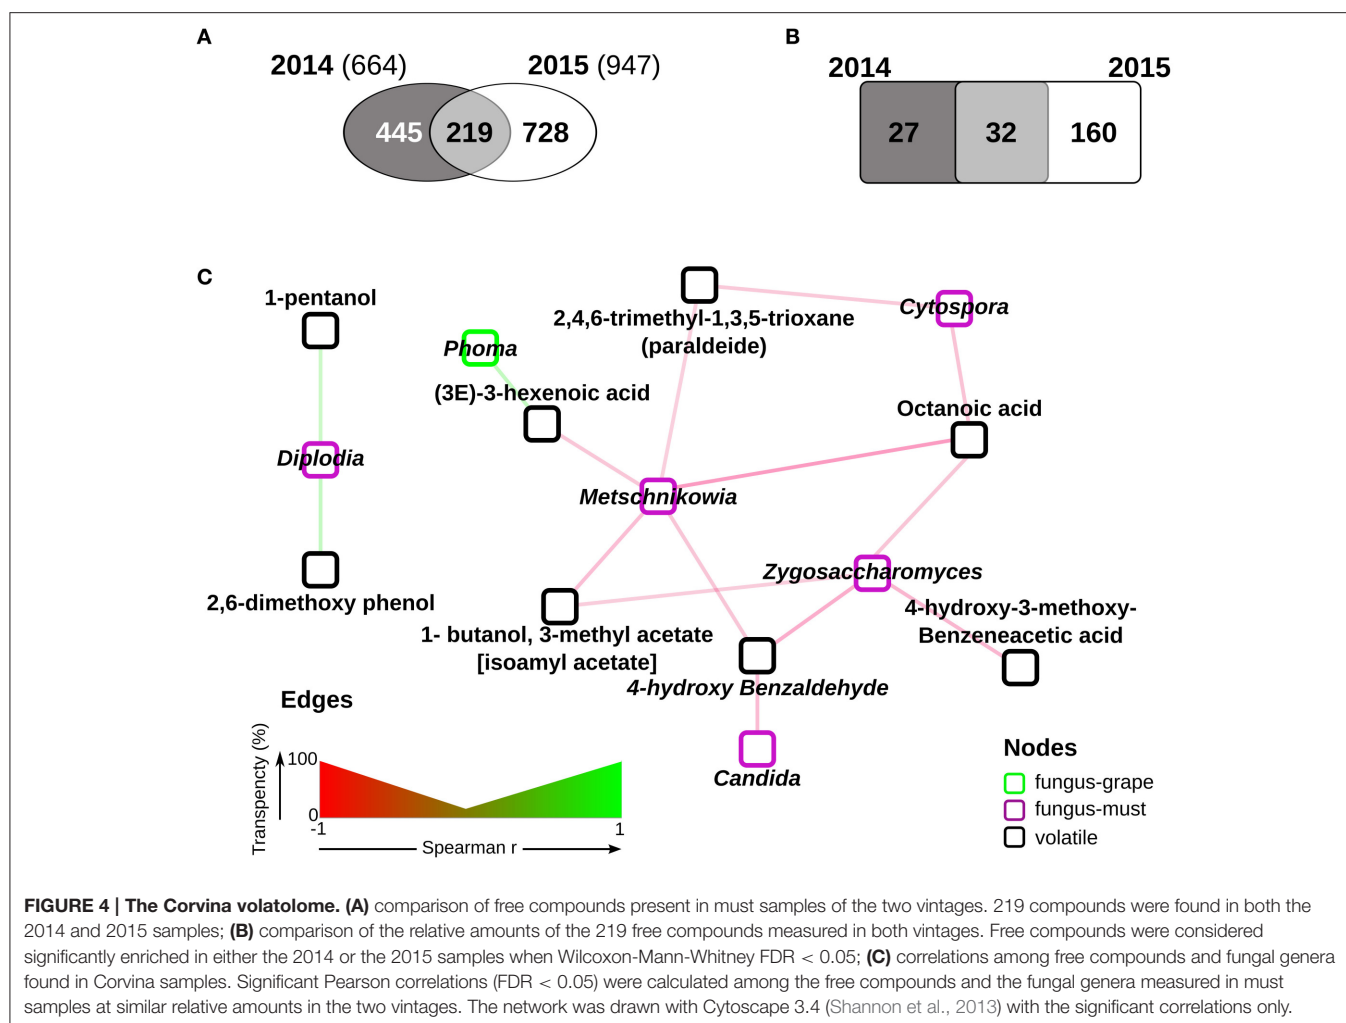 A
B
2014 (664)
2015 (947)
2014
2015
445
219
728
27
32
160
C
1-pentanol
2,4,6-trimethyl-1,3,5-trioxane
(paraldeide)
Cytospora
Phoma
(3E)-3-hexenoic acid
Octanoic acid
Diplodia
Metschnikowia
Zygosaccharomyces
2,6-dimethoxy phenol
4-hydroxy-3-methoxy-
Benzeneacetic acid
1- butanol, 3-methyl acetate
[isoamyl acetate]
4-hydroxy Benzaldehyde
Candida
Edges
Transpency (%)
100
0
-1
1
Spearman r
Nodes
fungus-grape
fungus-must
volatile
FIGURE 4 | The Corvina volatolome. (A) comparison of free compounds present in must samples of the two vintages. 219 compounds were found in both the
2014 and 2015 samples; (B) comparison of the relative amounts of the 219 free compounds measured in both vintages. Free compounds were considered
significantly enriched in either the 2014 or the 2015 samples when Wilcoxon-Mann-Whitney FDR < 0.05; (C) correlations among free compounds and fungal genera
found in Corvina samples. Significant Pearson correlations (FDR < 0.05) were calculated among the free compounds and the fungal genera measured in must
samples at similar relative amounts in the two vintages. The network was drawn with Cytoscape 3.4 (Shannon et al., 2013) with the significant correlations only.